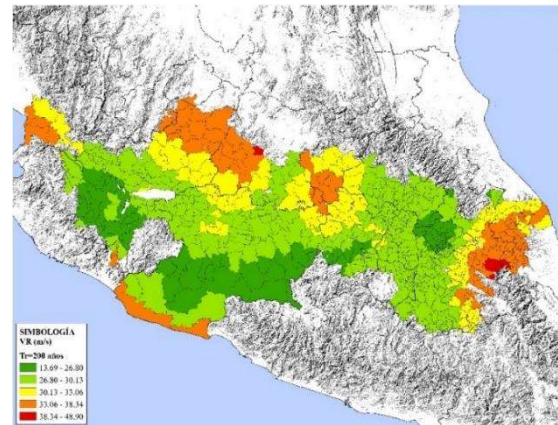 SIMBOLOGÍA
VR (m/s)
Tr=200 años
13.69 - 26.80
26.80 - 30.13
30.13 - 33.06
33.06 - 38.34
38.34 - 48.90